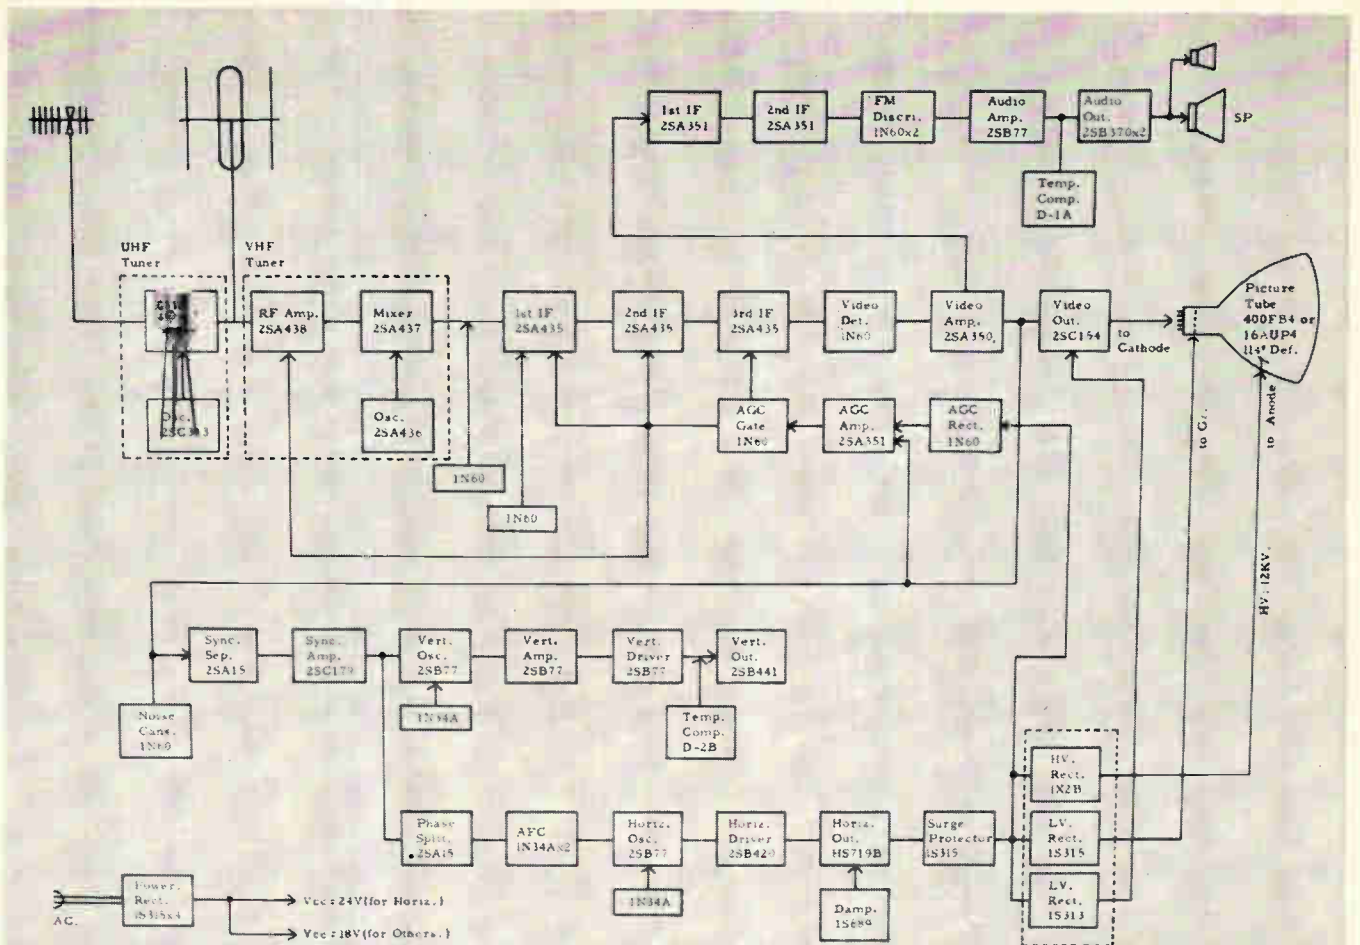 1st IF
2SA351
2nd IF
2SA351
FM
Discri.
1N60x2
Audio
Amp.
2SB77
Audio
Out.
2SB370x2
SP
Temp.
Comp.
D-1A
UHF
Tuner
VHF
Tuner
RF Amp.
2SA438
Mixer
2SA437
1st IF
2SA435
2nd IF
2SA435
3rd IF
2SA435
Video
Det.
1N60
Video
Amp.
2SA350
Video
Out.
2SC154
to
Cathode
Picture
Tube
400FB4 or
16AUP4
114° Def.
Osc.
Osc.
2SA436
AGC
Gate
1N60
AGC
Amp.
2SA351
AGC
Rect.
1N60
to Anode
1N60
1N60
HV:12KV.
Sync.
Sep.
2SA15
Sync.
Amp.
2SC179
Vert.
Osc.
2SB77
Vert.
Amp.
2SB77
Vert.
Driver
2SB77
Vert.
Out.
2SB441
1N34A
Noise
Canc.
1N60
Temp.
Comp.
D-2B
HV.
Rect.
1X2B
Phase
Split.
2SA15
AFC
1N34Ax2
Horiz.
Osc.
2SB77
Horiz.
Driver
2SB420
Horiz.
Out.
HS719B
Surge
Protector
1S315
LV.
Rect.
1S315
1N34A
Damp.
1S689
LV.
Rect.
1S313
AC.
Power.
Rect.
1S315x4
Vcc:24V(for Horiz.)
Vcc:18V(for Others.)